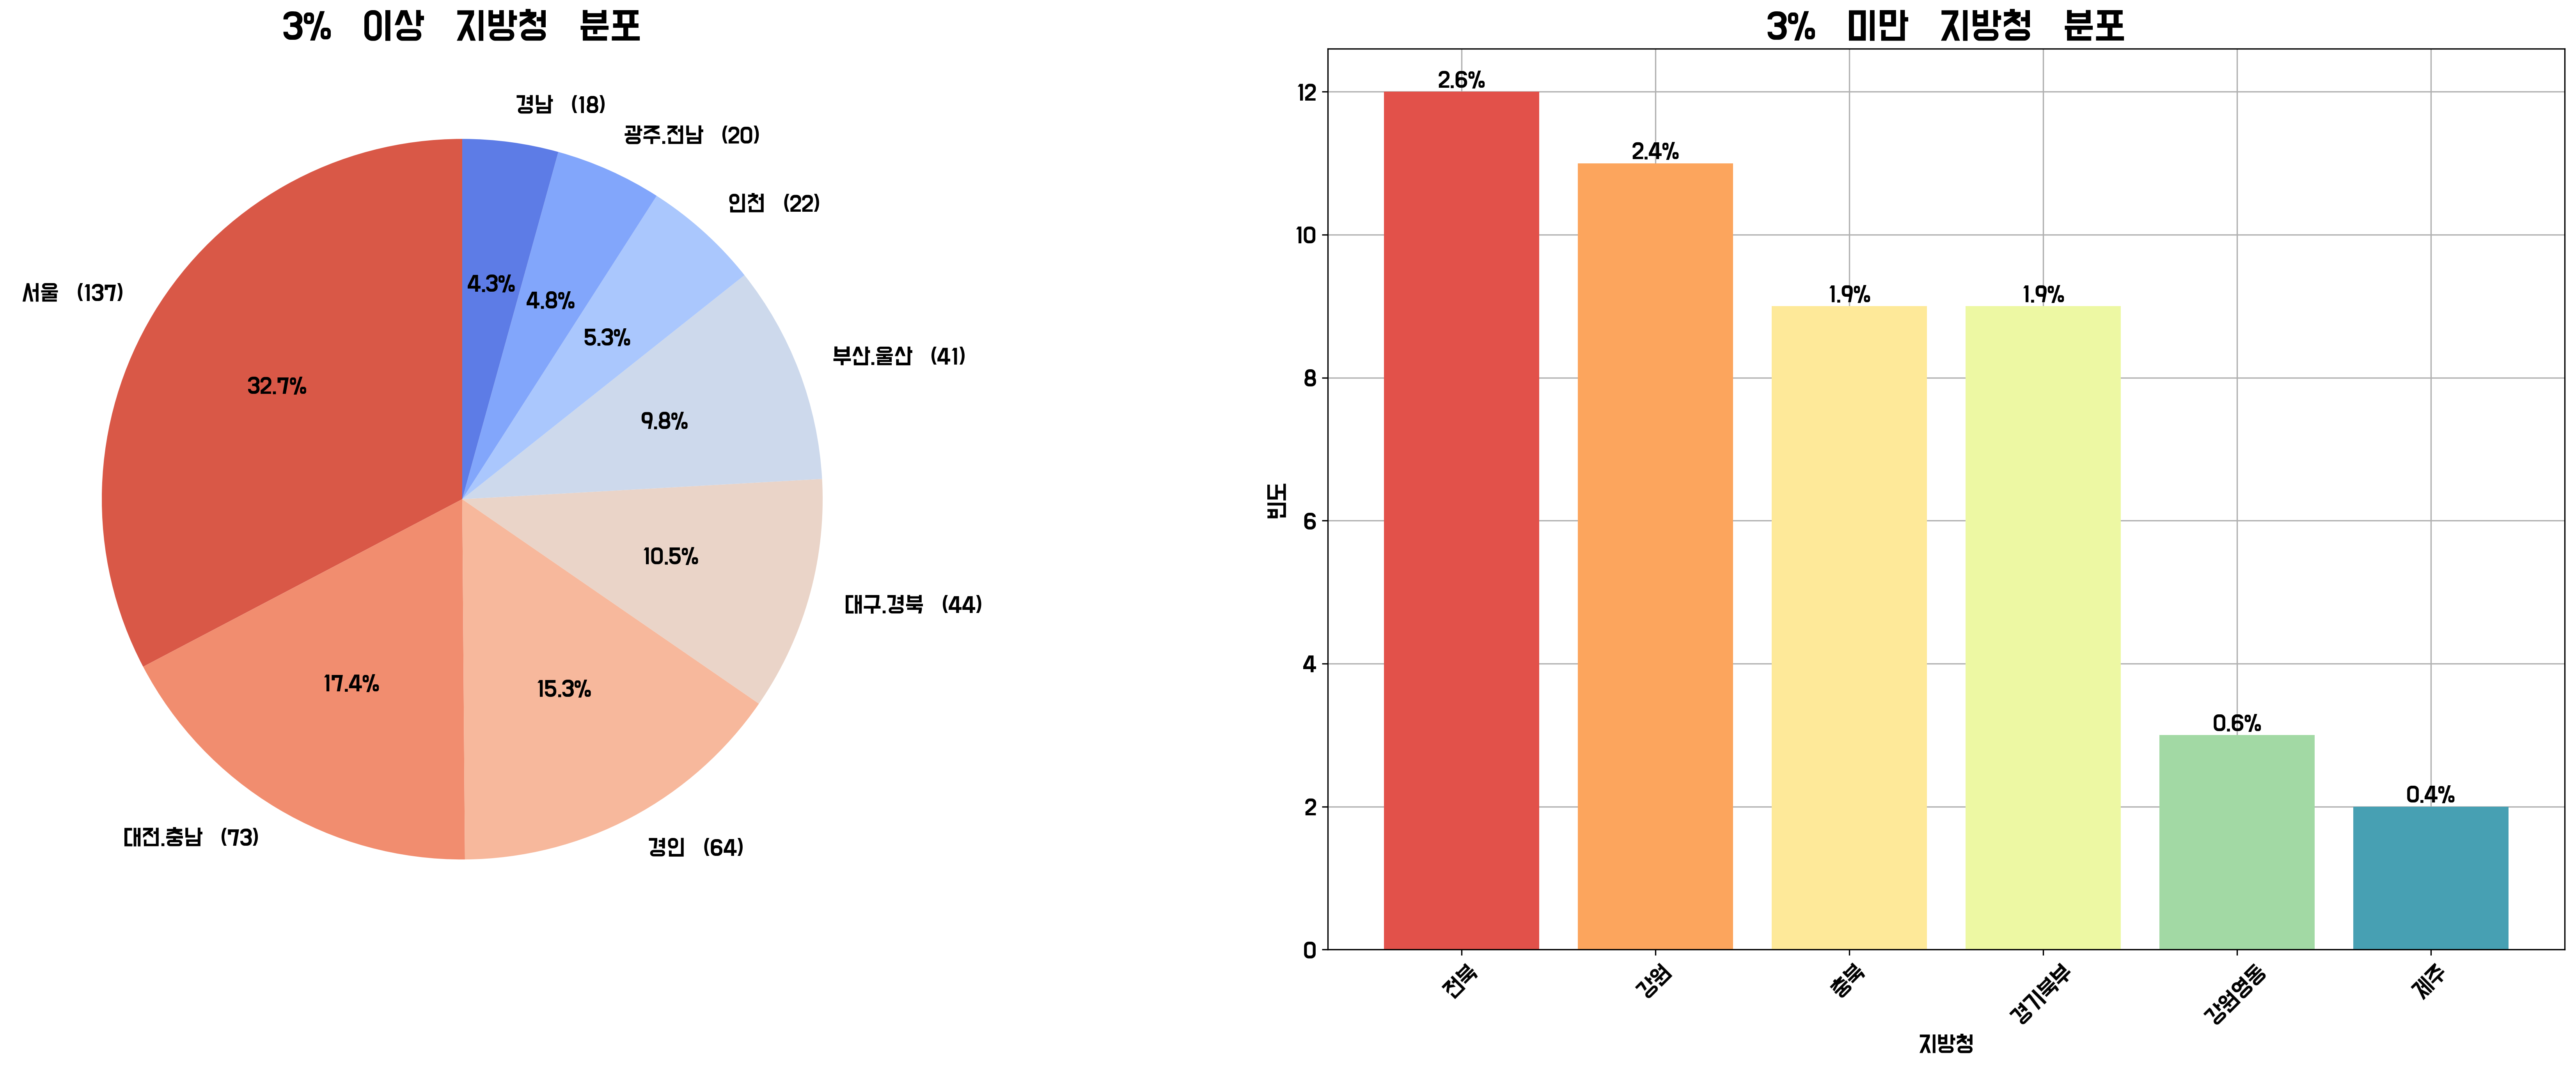 3% 이상 지방청 분포
경남 (18)
광주.전남 (20)
인천 (22)
서울 (137)
부산.울산 (41)
대구.경북 (44)
대전.충남 (73)
경인 (64)
4.3%
4.8%
5.3%
32.7%
9.8%
10.5%
17.4%
15.3%
3% 미만 지방청 분포
빈도
12
10
8
6
4
2
0
2.6%
2.4%
1.9%
1.9%
0.6%
0.4%
전북
강원
충북
경기북부
강원영동
제주
지방청